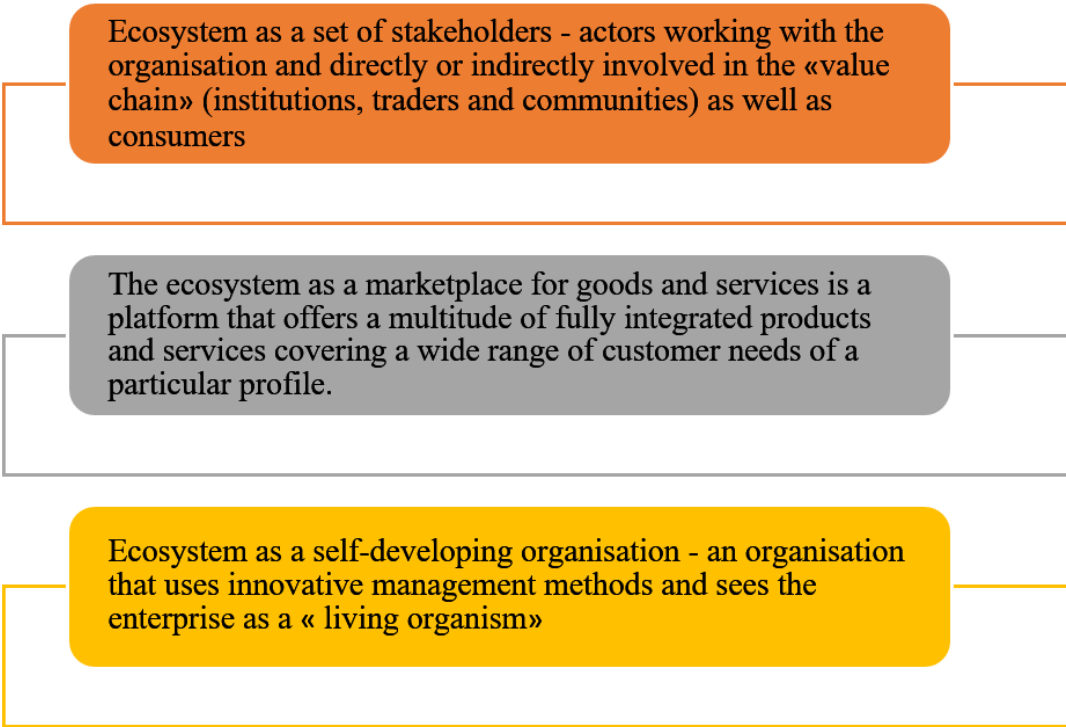 Ecosystem as a set of stakeholders - actors working with the
organisation and directly or indirectly involved in the «value
chain» (institutions, traders and communities) as well as
consumers
The ecosystem as a marketplace for goods and services is a
platform that offers a multitude of fully integrated products
and services covering a wide range of customer needs of a
particular profile.
Ecosystem as a self-developing organisation - an organisation
that uses innovative management methods and sees the
enterprise as a « living organism»